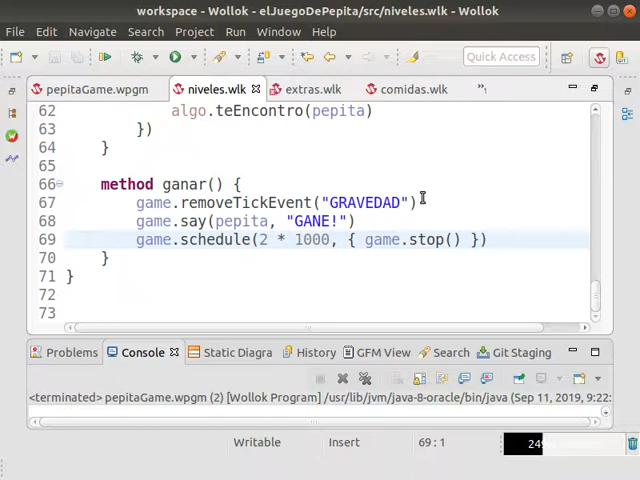 workspace - Wollok - elJuegoDePepita/src/niveles.wlk - Wollok
File Edit Navigate Search Project Run Window Help
Quick Access
pepitaGame.wpgm niveles.wlk extras.wlk comidas.wlk »1
62 algo.teEncontro(pepita)
63 })
64 }
65
66 method ganar() {
67 game.removeTickEvent("GRAVEDAD")
68 game.say(pepita, "GANE!")
69 game.schedule(2 * 1000, { game.stop() })
70 }
71 }
72
73
Problems Console Static Diagra History GFM View Search Git Staging
<terminated> pepitaGame.wpgm (2) [Wollok Program] /usr/lib/jvm/java-8-oracle/bin/java (Sep 11, 2019, 9:22:
Writable Insert 69 : 1